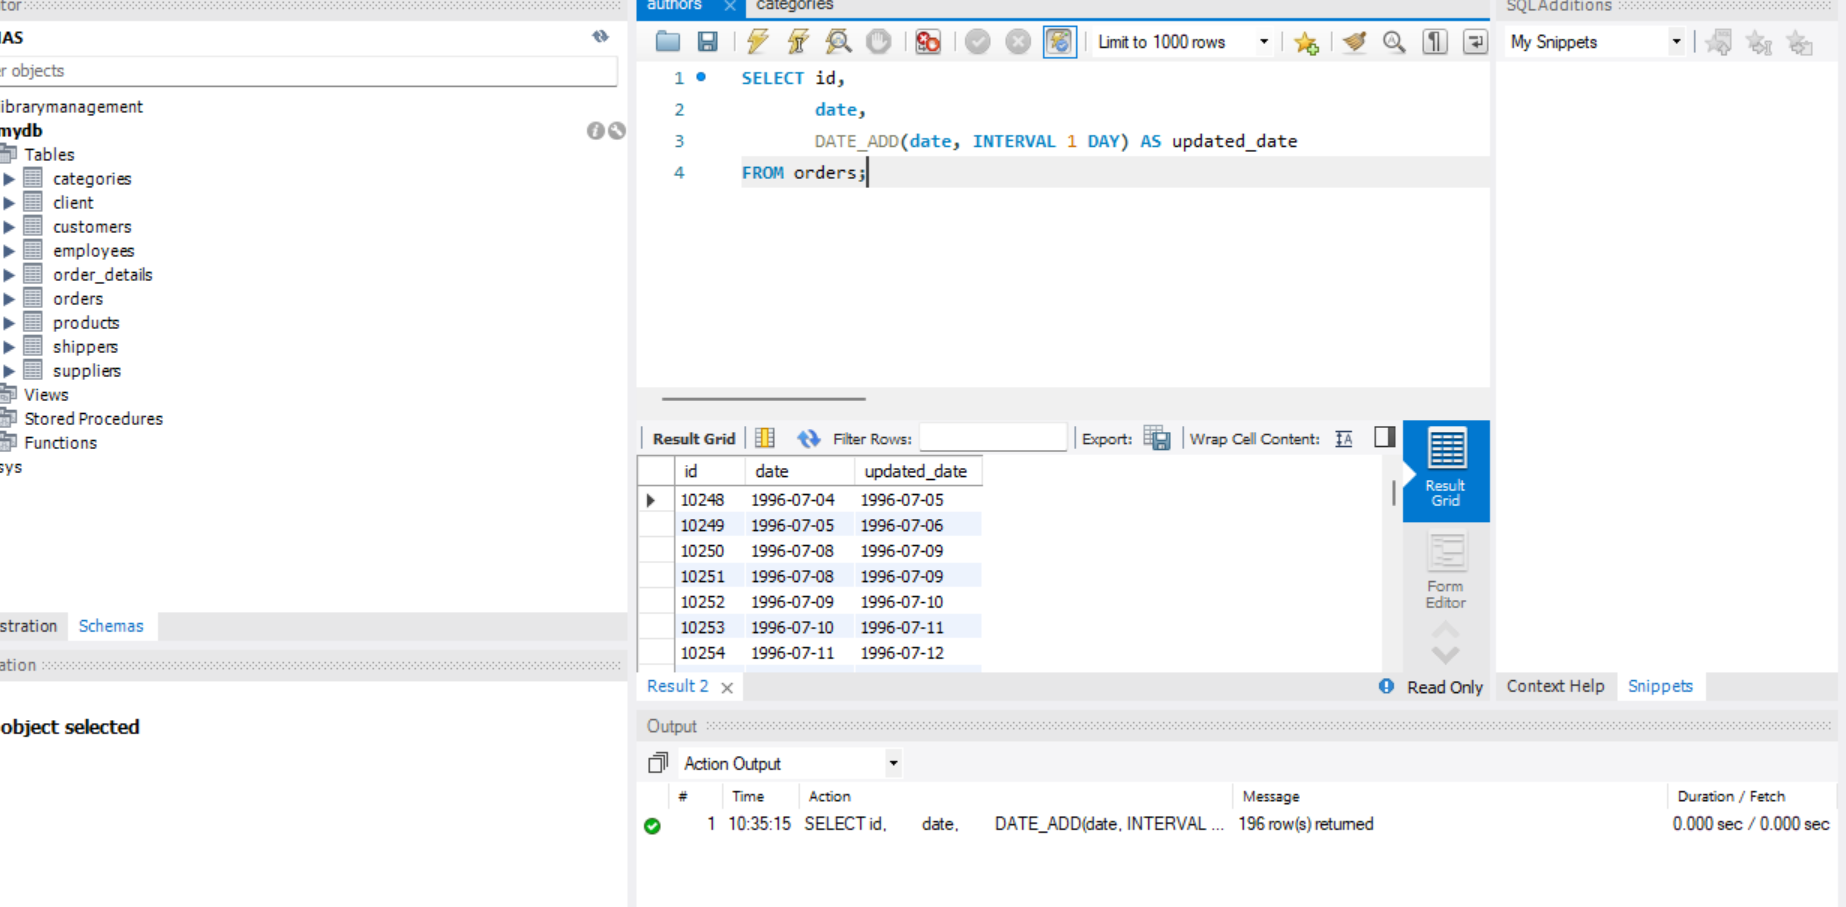 tor
authors
categories
SQLAdditions
IAS
Limit to 1000 rows
My Snippets
r objects
librarymanagement
mydb
Tables
categories
client
customers
employees
order_details
orders
products
shippers
suppliers
Views
Stored Procedures
Functions
sys
1 SELECT id,
2 date,
3 DATE_ADD(date, INTERVAL 1 DAY) AS updated_date
4 FROM orders;
Result Grid Filter Rows: Export: Wrap Cell Content:
id date updated_date
10248 1996-07-04 1996-07-05
10249 1996-07-05 1996-07-06
10250 1996-07-08 1996-07-09
10251 1996-07-08 1996-07-09
10252 1996-07-09 1996-07-10
10253 1996-07-10 1996-07-11
10254 1996-07-11 1996-07-12
Result
Grid
Form
Editor
stration Schemas
ation
object selected
Result 2
Read Only
Context Help Snippets
Output
Action Output
# Time Action Message Duration / Fetch
1 10:35:15 SELECT id, date, DATE_ADD(date, INTERVAL ... 196 row(s) returned 0.000 sec / 0.000 sec